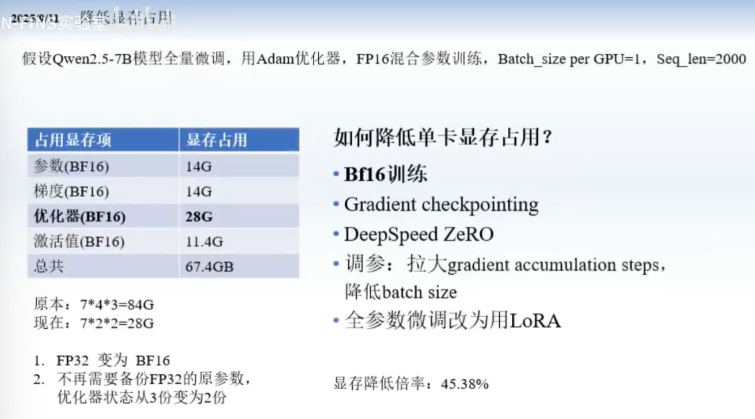 降低显存占用
假设Qwen2.5-7B模型全量微调，用Adam优化器，FP16混合参数训练，Batch_size per GPU=1，Seq_len=2000
占用显存项 显存占用
参数(BF16) 14G
梯度(BF16) 14G
优化器(BF16) 28G
激活值(BF16) 11.4G
总共 67.4GB
原本：7*4*3=84G
现在：7*2*2=28G
1. FP32 变为 BF16
2. 不再需要备份FP32的原参数，
优化器状态从3份变为2份
如何降低单卡显存占用？
• Bf16训练
• Gradient checkpointing
• DeepSpeed ZeRO
• 调参：拉大gradient accumulation steps，
降低batch size
• 全参数微调改为用LoRA
显存降低倍率：45.38%